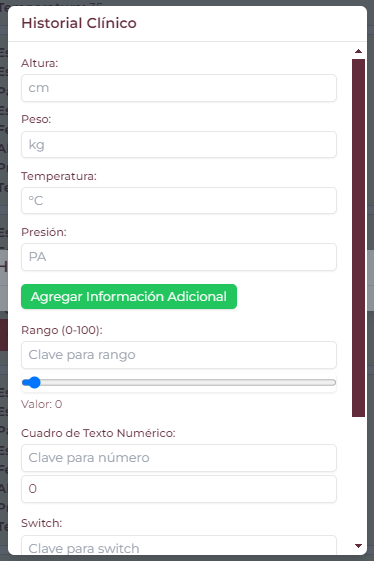 Historial Clínico
Altura:
cm
Peso:
kg
Temperatura:
°C
Presión:
PA
Agregar Información Adicional
Rango (0-100):
Clave para rango
Valor: 0
Cuadro de Texto Numérico:
Clave para número
0
Switch:
Clave para switch